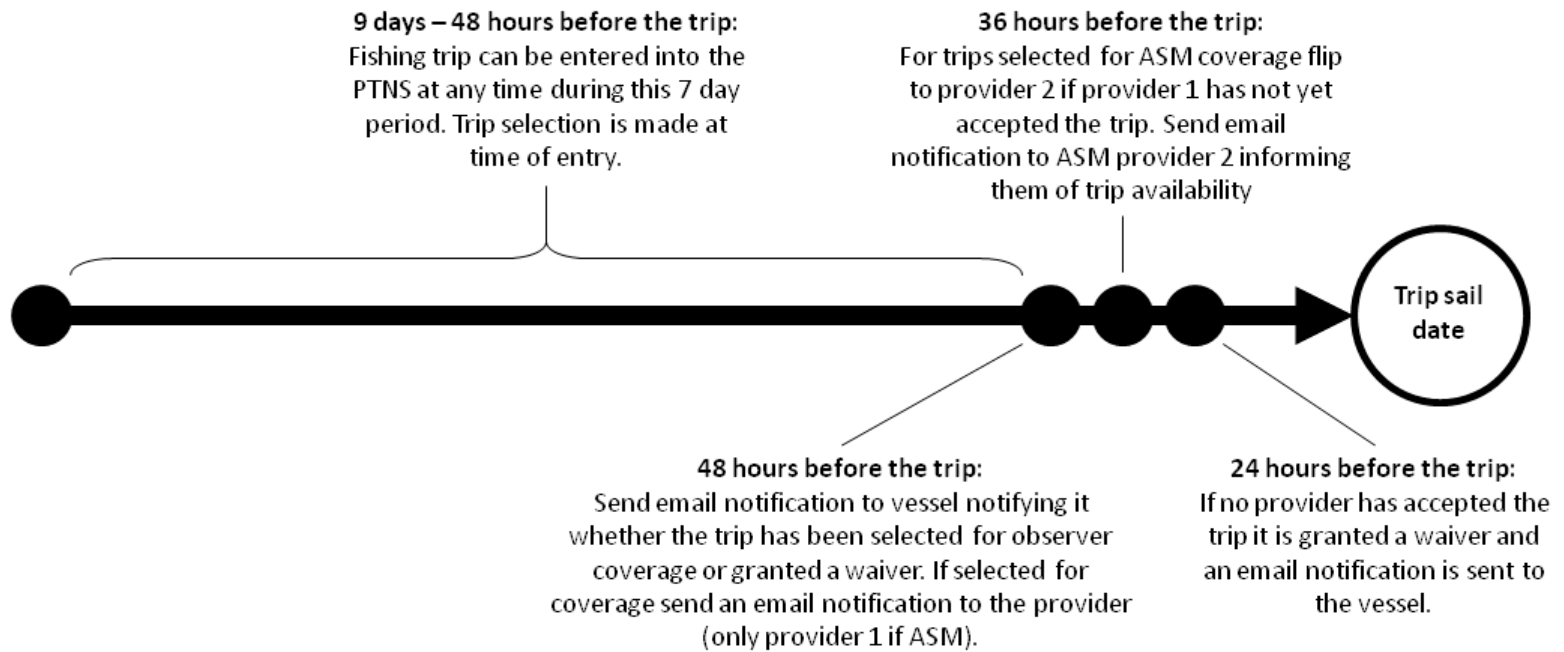 9 days – 48 hours before the trip:
Fishing trip can be entered into the
PTNS at any time during this 7 day
period. Trip selection is made at
time of entry.
36 hours before the trip:
For trips selected for ASM coverage flip
to provider 2 if provider 1 has not yet
accepted the trip. Send email
notification to ASM provider 2 informing
them of trip availability
Trip sail
date
48 hours before the trip:
Send email notification to vessel notifying it
whether the trip has been selected for observer
coverage or granted a waiver. If selected for
coverage send an email notification to the provider
(only provider 1 if ASM).
24 hours before the trip:
If no provider has accepted the
trip it is granted a waiver and
an email notification is sent to
the vessel.